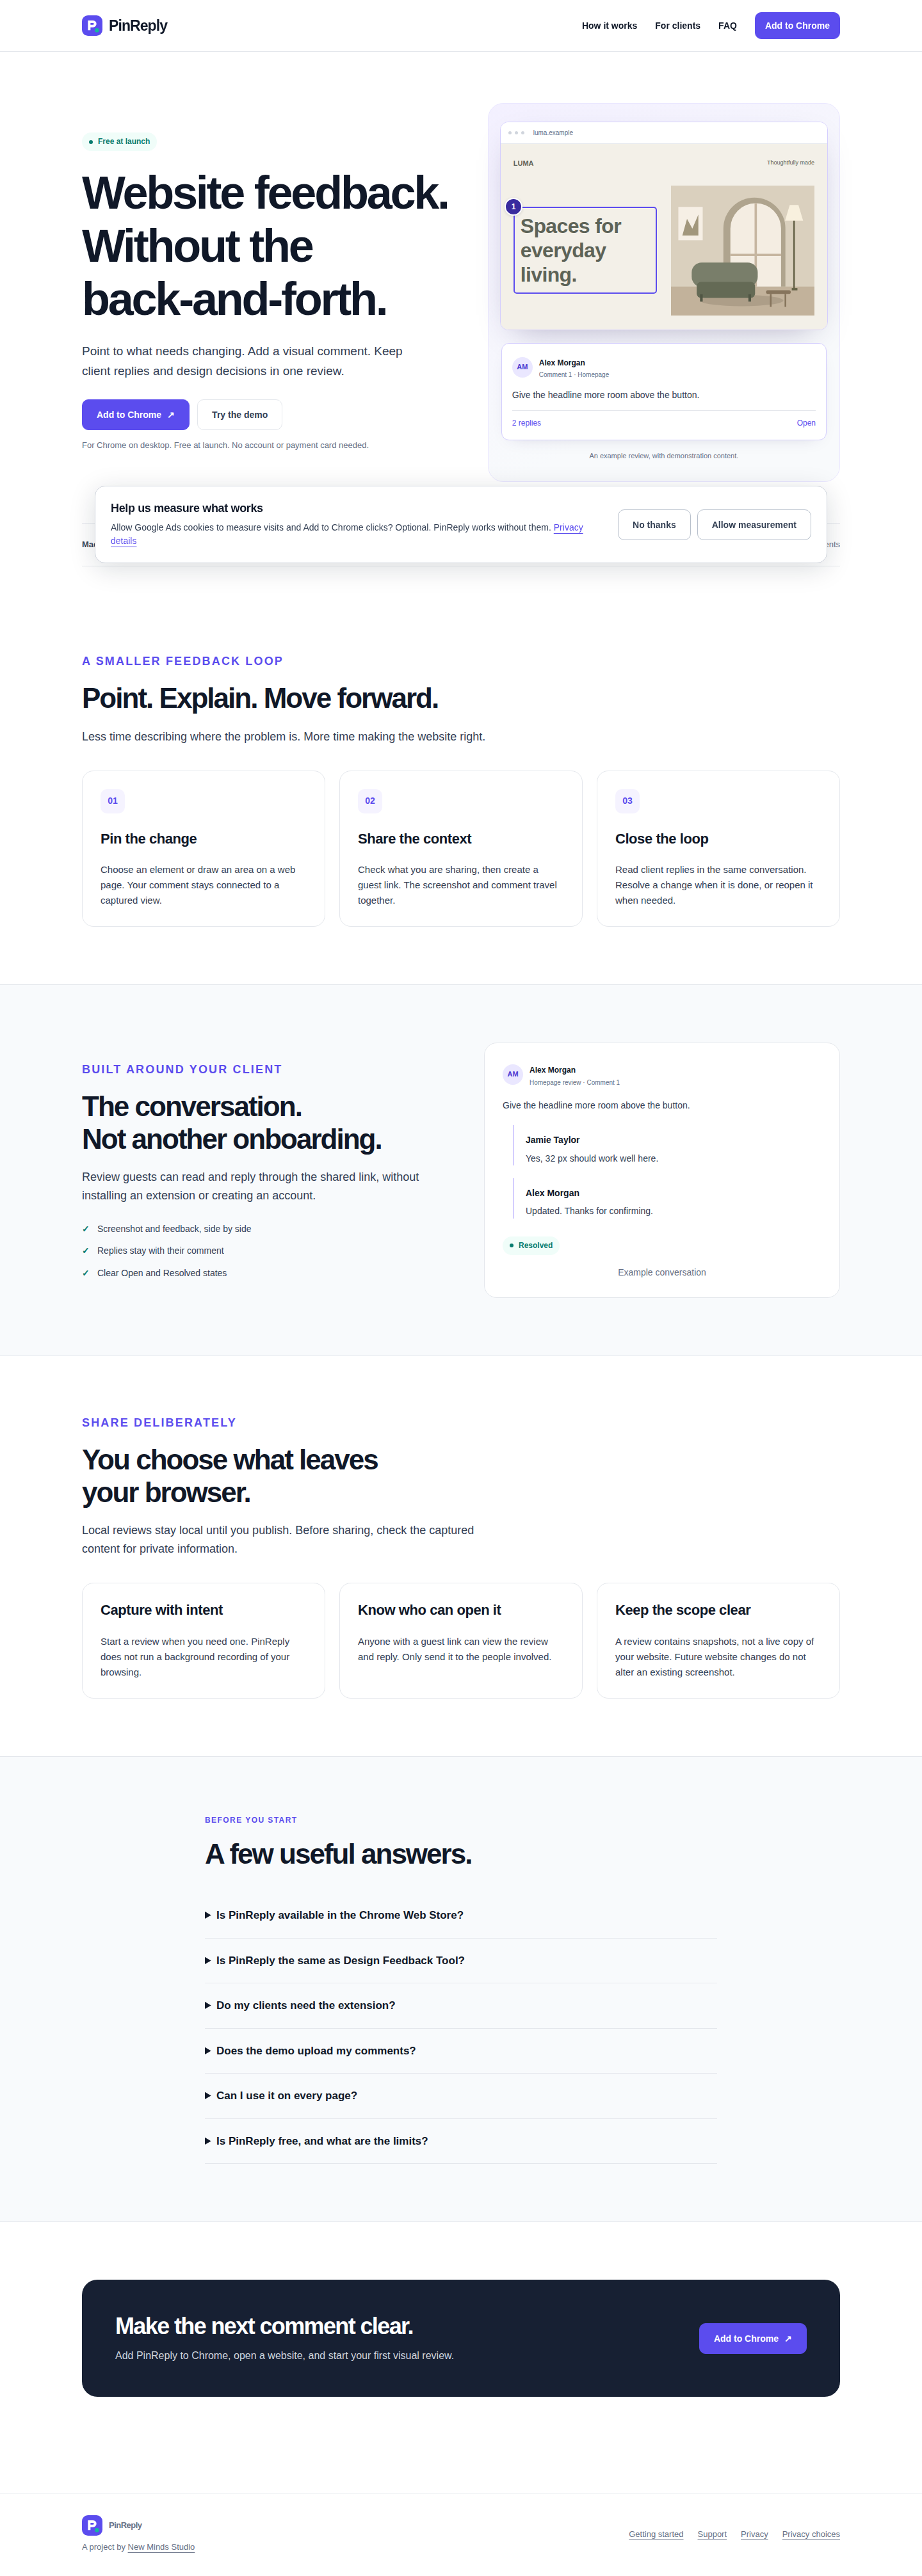 PinReply
How it works
For clients
FAQ
Add to Chrome
Free at launch
Website feedback.
Without the
back-and-forth.
Point to what needs changing. Add a visual comment. Keep
client replies and design decisions in one review.
Add to Chrome ↗
Try the demo
For Chrome on desktop. Free at launch. No account or payment card needed.
luma.example
LUMA
Thoughtfully made
1
Spaces for
everyday
living.
AM
Alex Morgan
Comment 1 · Homepage
Give the headline more room above the button.
2 replies
Open
An example review, with demonstration content.
Help us measure what works
Allow Google Ads cookies to measure visits and Add to Chrome clicks? Optional. PinReply works without them. Privacy
details
No thanks
Allow measurement
A SMALLER FEEDBACK LOOP
Point. Explain. Move forward.
Less time describing where the problem is. More time making the website right.
01
Pin the change
Choose an element or draw an area on a web
page. Your comment stays connected to a
captured view.
02
Share the context
Check what you are sharing, then create a
guest link. The screenshot and comment travel
together.
03
Close the loop
Read client replies in the same conversation.
Resolve a change when it is done, or reopen it
when needed.
BUILT AROUND YOUR CLIENT
The conversation.
Not another onboarding.
Review guests can read and reply through the shared link, without
installing an extension or creating an account.
✓ Screenshot and feedback, side by side
✓ Replies stay with their comment
✓ Clear Open and Resolved states
AM
Alex Morgan
Homepage review · Comment 1
Give the headline more room above the button.
Jamie Taylor
Yes, 32 px should work well here.
Alex Morgan
Updated. Thanks for confirming.
Resolved
Example conversation
SHARE DELIBERATELY
You choose what leaves
your browser.
Local reviews stay local until you publish. Before sharing, check the captured
content for private information.
Capture with intent
Start a review when you need one. PinReply
does not run a background recording of your
browsing.
Know who can open it
Anyone with a guest link can view the review
and reply. Only send it to the people involved.
Keep the scope clear
A review contains snapshots, not a live copy of
your website. Future website changes do not
alter an existing screenshot.
BEFORE YOU START
A few useful answers.
Is PinReply available in the Chrome Web Store?
Is PinReply the same as Design Feedback Tool?
Do my clients need the extension?
Does the demo upload my comments?
Can I use it on every page?
Is PinReply free, and what are the limits?
Make the next comment clear.
Add PinReply to Chrome, open a website, and start your first visual review.
Add to Chrome ↗
PinReply
A project by New Minds Studio
Getting started
Support
Privacy
Privacy choices